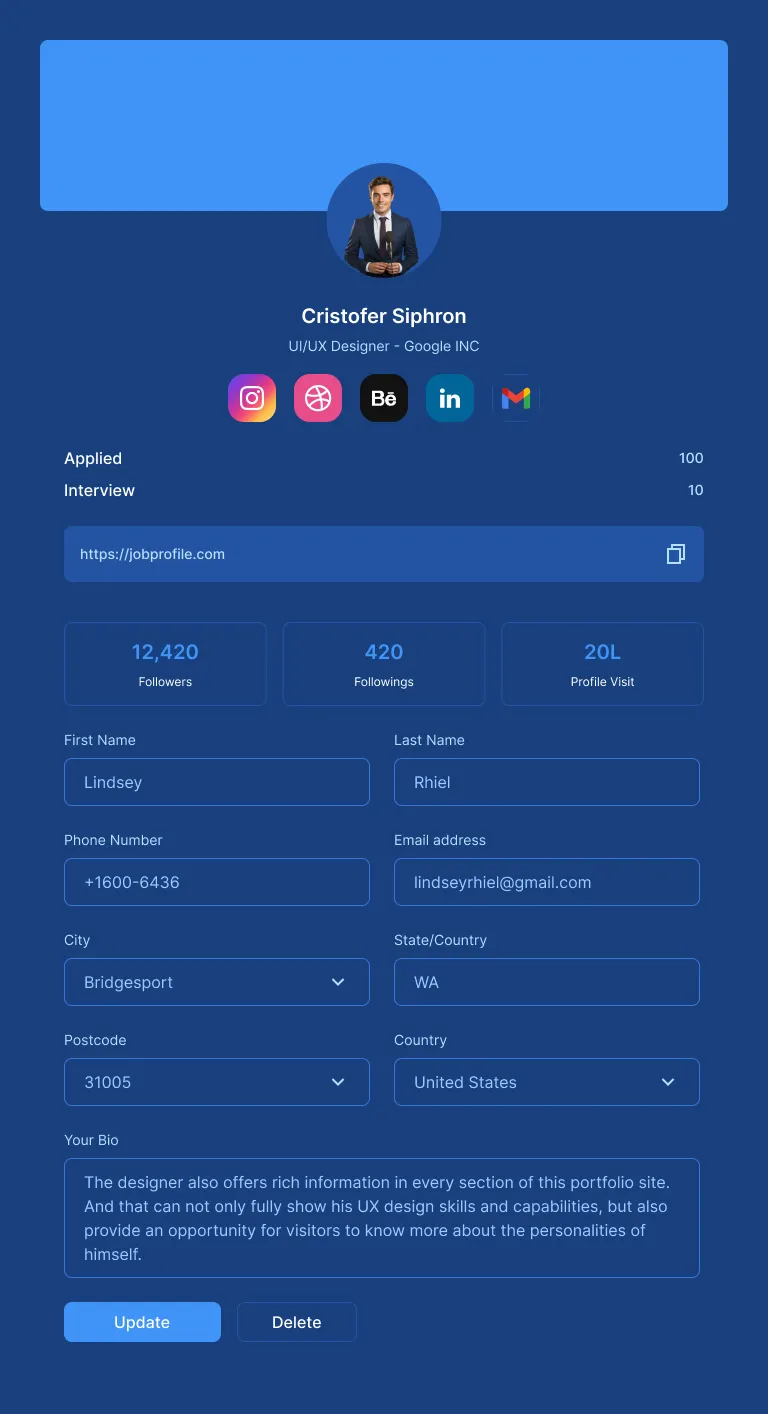 Cristofer Siphron
UI/UX Designer - Google INC
Bē
in
Applied 100
Interview 10
https://jobprofile.com
12,420 420 20L
Followers Followings Profile Visit
First Name Last Name
Lindsey Rhiel
Phone Number Email address
+1600-6436 lindseyrhiel@gmail.com
City State/Country
Bridgesport WA
Postcode Country
31005 United States
Your Bio
The designer also offers rich information in every section of this portfolio site.
And that can not only fully show his UX design skills and capabilities, but also
provide an opportunity for visitors to know more about the personalities of
himself.
Update Delete